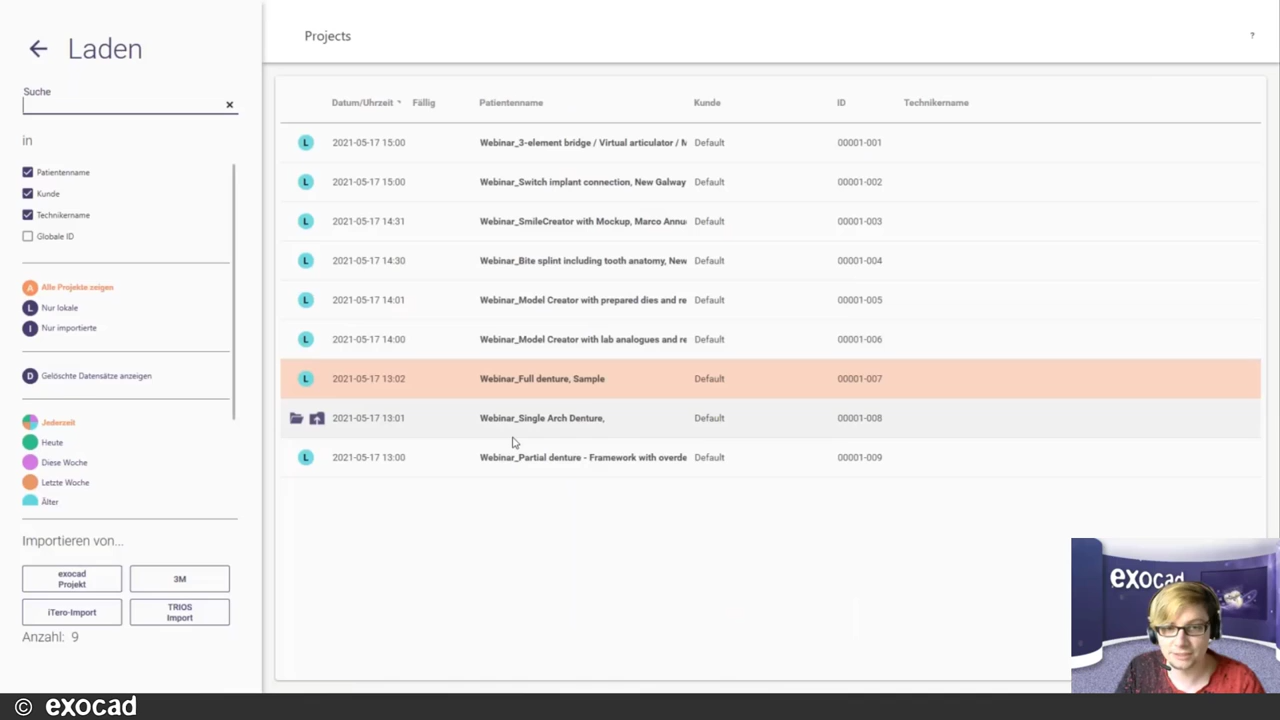 Laden
Projects
?
Suche
in
Patientenname
Kunde
Technikername
Globale ID
A Alle Projekte zeigen
L Nur lokale
I Nur importierte
D Gelöschte Datensätze anzeigen
Jederzeit
Heute
Diese Woche
Letzte Woche
Älter
Importieren von...
exocad
Projekt
3M
iTero-Import
TRIOS
Import
Anzahl: 9
Datum/Uhrzeit Fällig Patientenname Kunde ID Technikername
L 2021-05-17 15:00 Webinar_3-element bridge / Virtual articulator / M Default 00001-001
L 2021-05-17 15:00 Webinar_Switch implant connection, New Galway Default 00001-002
L 2021-05-17 14:31 Webinar_SmileCreator with Mockup, Marco Annu Default 00001-003
L 2021-05-17 14:30 Webinar_Bite splint including tooth anatomy, New Default 00001-004
L 2021-05-17 14:01 Webinar_Model Creator with prepared dies and re Default 00001-005
L 2021-05-17 14:00 Webinar_Model Creator with lab analogues and re Default 00001-006
L 2021-05-17 13:02 Webinar_Full denture, Sample Default 00001-007
2021-05-17 13:01 Webinar_Single Arch Denture, Default 00001-008
L 2021-05-17 13:00 Webinar_Partial denture - Framework with overde Default 00001-009
exocad
© exocad